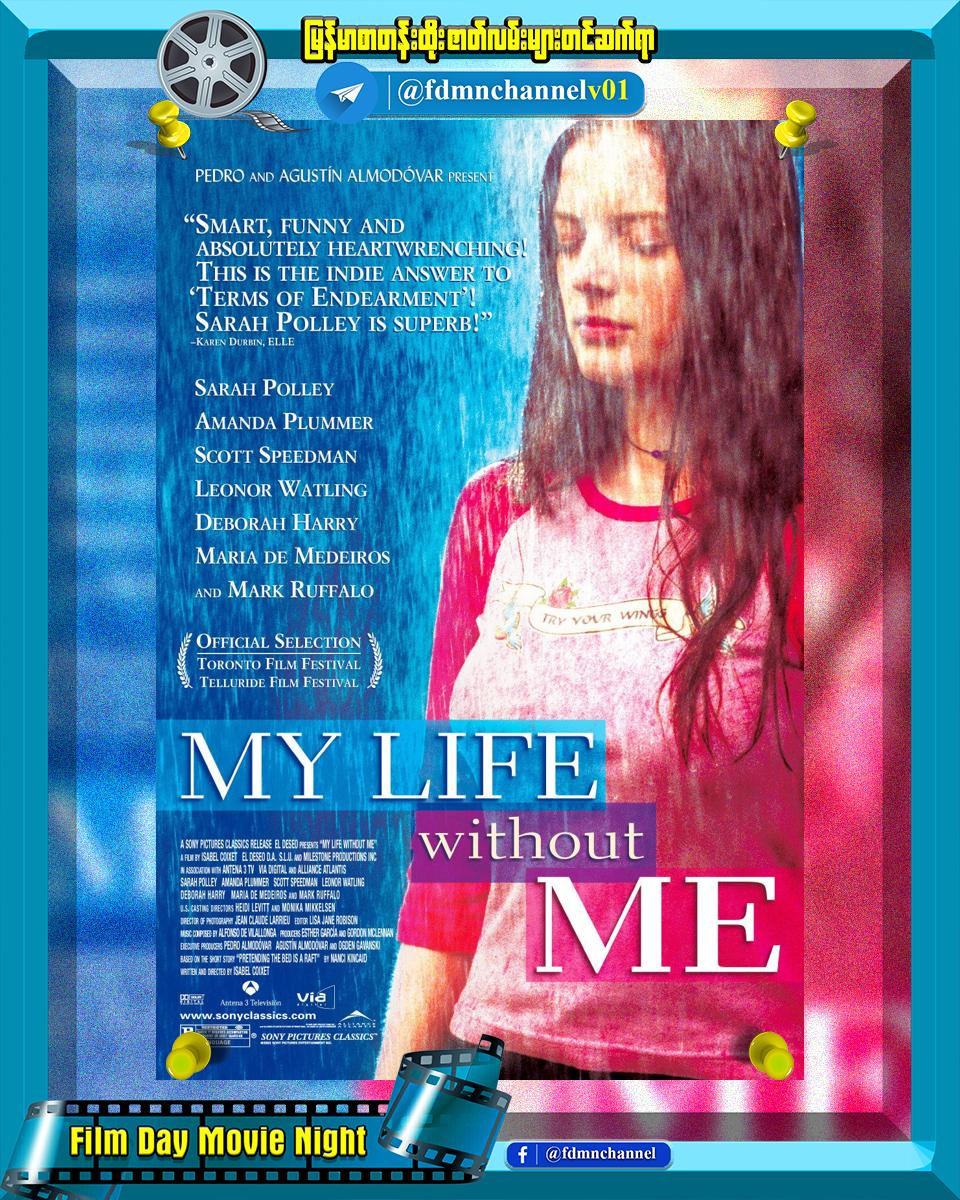 မြန်မာစာတန်းထိုးဇာတ်လမ်းများတင်ဆက်ရာ
@fdmnchannelv01
PEDRO AND AGUSTÍN ALMODÓVAR PRESENT
“SMART, FUNNY AND
ABSOLUTELY HEARTWRENCHING!
THIS IS THE INDIE ANSWER TO
‘TERMS OF ENDEARMENT’!
SARAH POLLEY IS SUPERB!”
–KAREN DURBIN, ELLE
SARAH POLLEY
AMANDA PLUMMER
SCOTT SPEEDMAN
LEONOR WATLING
DEBORAH HARRY
MARIA DE MEDEIROS
AND MARK RUFFALO
TRY YOUR WINGS
OFFICIAL SELECTION
TORONTO FILM FESTIVAL
TELLURIDE FILM FESTIVAL
MY LIFE
without
ME
A SONY PICTURES CLASSICS RELEASE EL DESEO PRESENTS “MY LIFE WITHOUT ME”
A FILM BY ISABEL COIXET EL DESEO D.A. S.L.U. AND MILESTONE PRODUCTIONS INC
IN ASSOCIATION WITH ANTENA 3 TV VIA DIGITAL AND ALLIANCE ATLANTIS
SARAH POLLEY AMANDA PLUMMER SCOTT SPEEDMAN LEONOR WATLING
DEBORAH HARRY MARIA DE MEDEIROS AND MARK RUFFALO
U.S. CASTING DIRECTORS HEIDI LEVITT AND MONIKA MIKKELSEN
DIRECTOR OF PHOTOGRAPHY JEAN CLAUDE LARRIEU EDITOR LISA JANE ROBISON
MUSIC COMPOSED BY ALFONSO DE VILALLONGA PRODUCERS ESTHER GARCÍA AND GORDON MCLENNAN
EXECUTIVE PRODUCERS PEDRO ALMODÓVAR AGUSTÍN ALMODÓVAR AND OGDEN GAVANSKI
BASED ON THE SHORT STORY “PRETENDING THE BED IS A RAFT” BY NANCI KINCAID
WRITTEN AND DIRECTED BY ISABEL COIXET
DOLBY DIGITAL
Antena 3 Televisión
via digital
www.sonyclassics.com
R RESTRICTED
LANGUAGE
SONY PICTURES CLASSICS™
Film Day Movie Night
@fdmnchannel